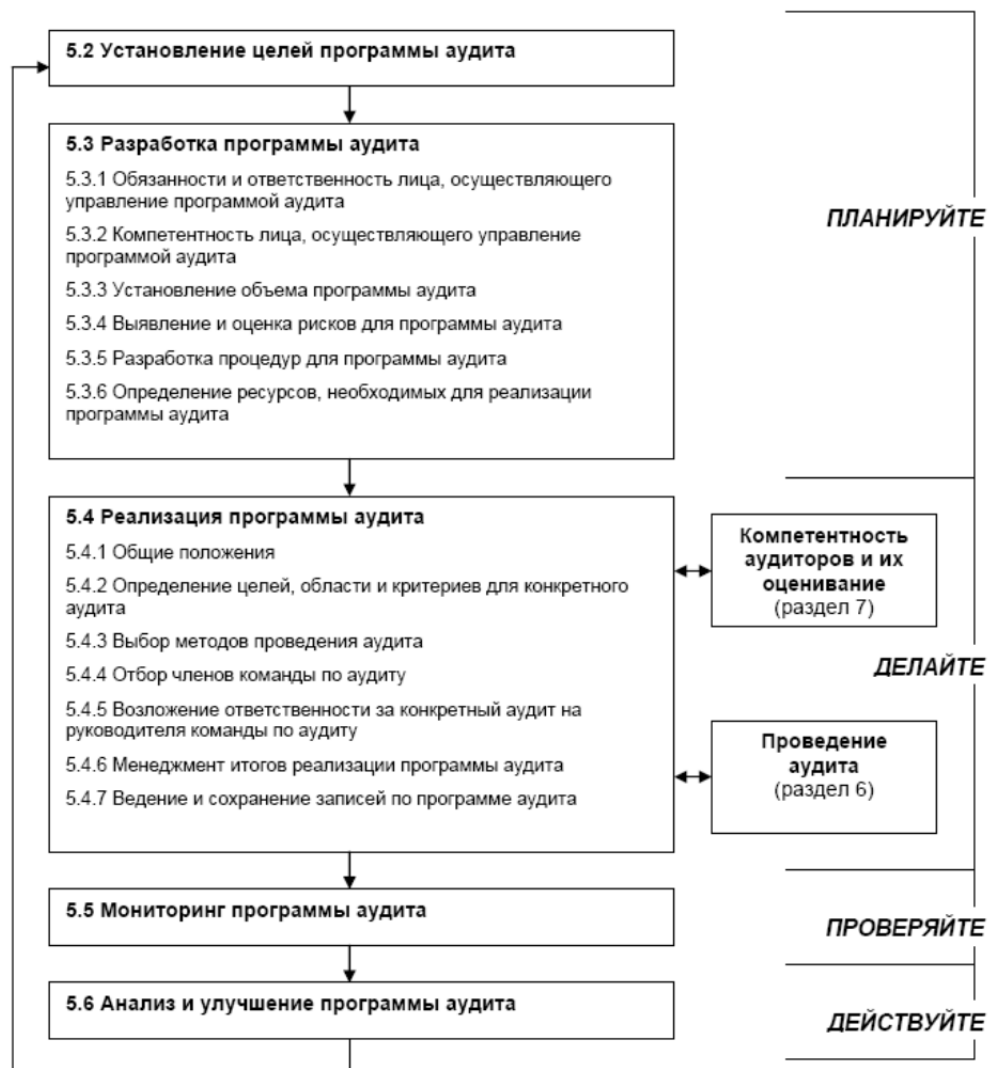 5.2 Установление целей программы аудита
5.3 Разработка программы аудита
5.3.1 Обязанности и ответственность лица, осуществляющего
управление программой аудита
5.3.2 Компетентность лица, осуществляющего управление
программой аудита
5.3.3 Установление объема программы аудита
5.3.4 Выявление и оценка рисков для программы аудита
5.3.5 Разработка процедур для программы аудита
5.3.6 Определение ресурсов, необходимых для реализации
программы аудита
ПЛАНИРУЙТЕ
5.4 Реализация программы аудита
5.4.1 Общие положения
5.4.2 Определение целей, области и критериев для конкретного
аудита
5.4.3 Выбор методов проведения аудита
5.4.4 Отбор членов команды по аудиту
5.4.5 Возложение ответственности за конкретный аудит на
руководителя команды по аудиту
5.4.6 Менеджмент итогов реализации программы аудита
5.4.7 Ведение и сохранение записей по программе аудита
Компетентность
аудиторов и их
оценивание
(раздел 7)
ДЕЛАЙТЕ
Проведение
аудита
(раздел 6)
5.5 Мониторинг программы аудита
ПРОВЕРЯЙТЕ
5.6 Анализ и улучшение программы аудита
ДЕЙСТВУЙТЕ